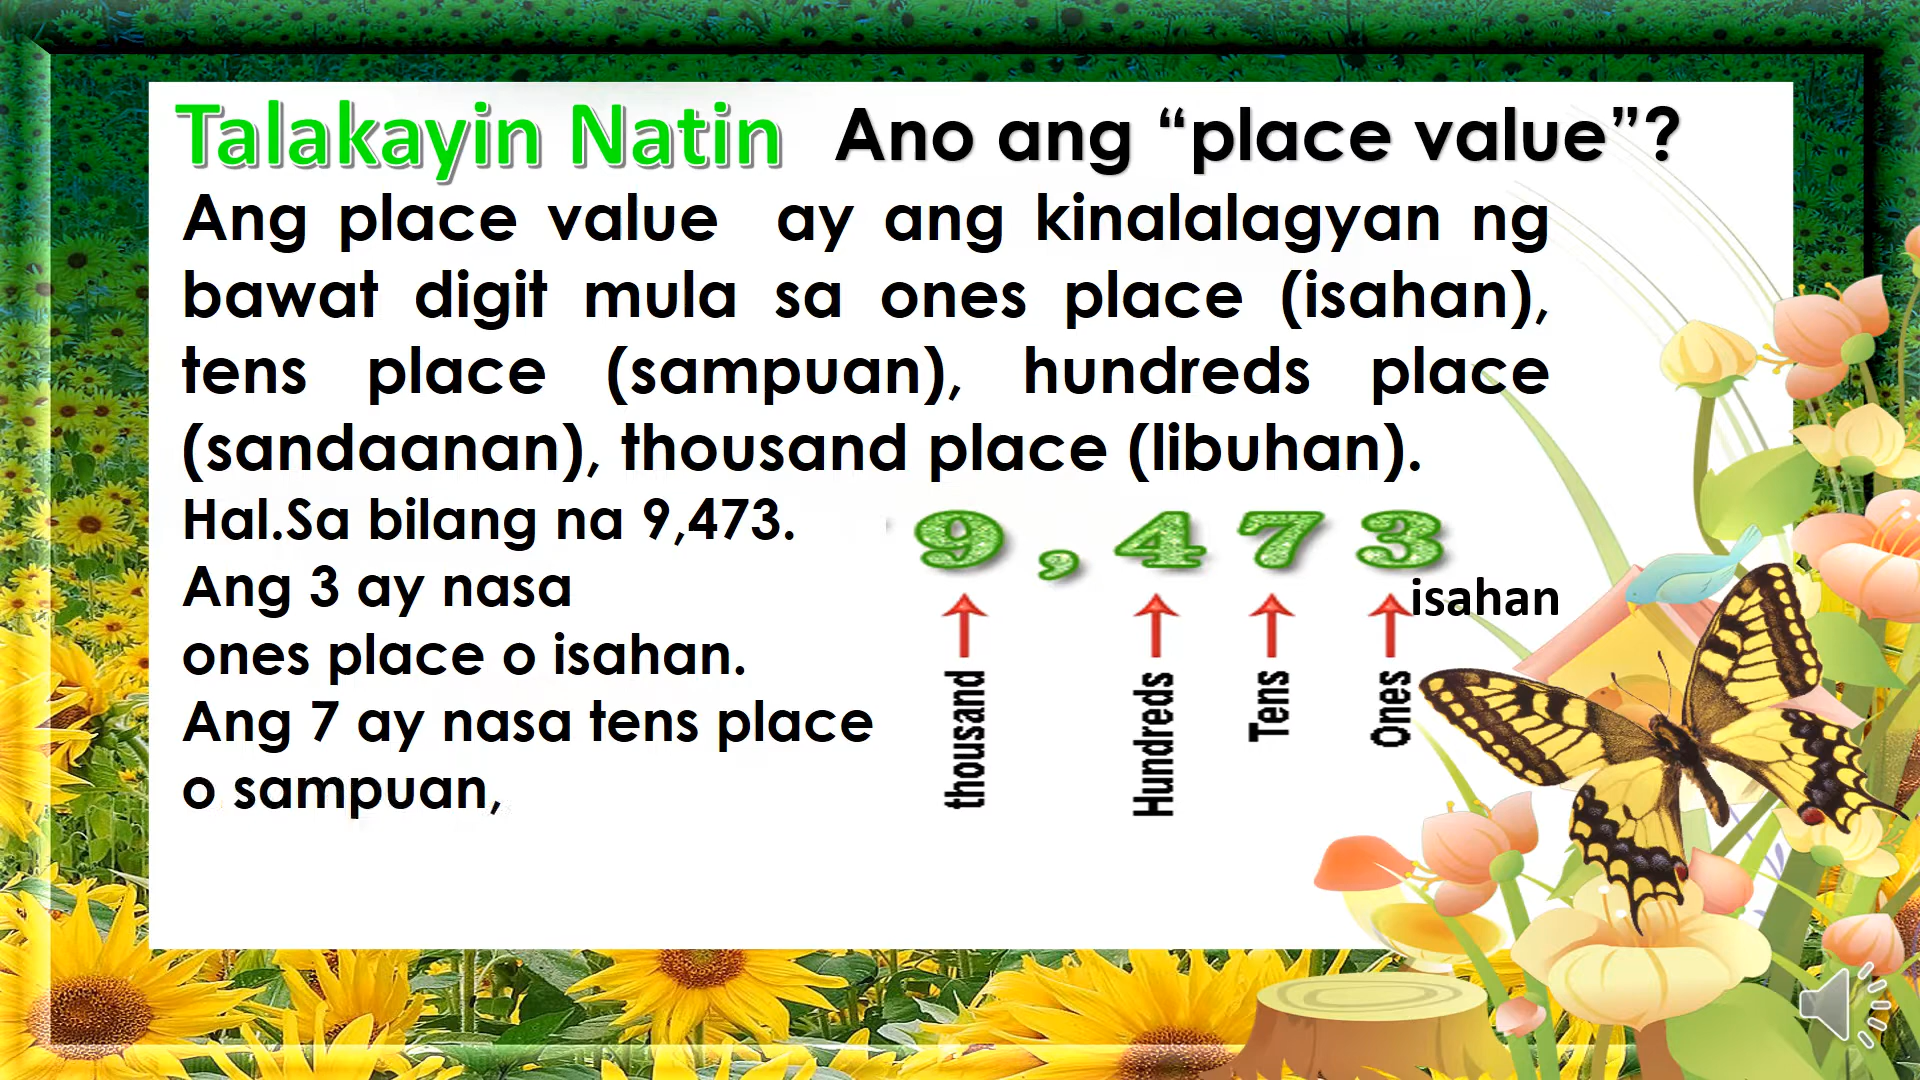 Talakayin Natin Ano ang “place value”?
Ang place value ay ang kinalalagyan ng
bawat digit mula sa ones place (isahan),
tens place (sampuan), hundreds place
(sandaanan), thousand place (libuhan).
Hal.Sa bilang na 9,473.
Ang 3 ay nasa
ones place o isahan.
Ang 7 ay nasa tens place
o sampuan,
9,473
isahan
thousand
Hundreds
Tens
Ones